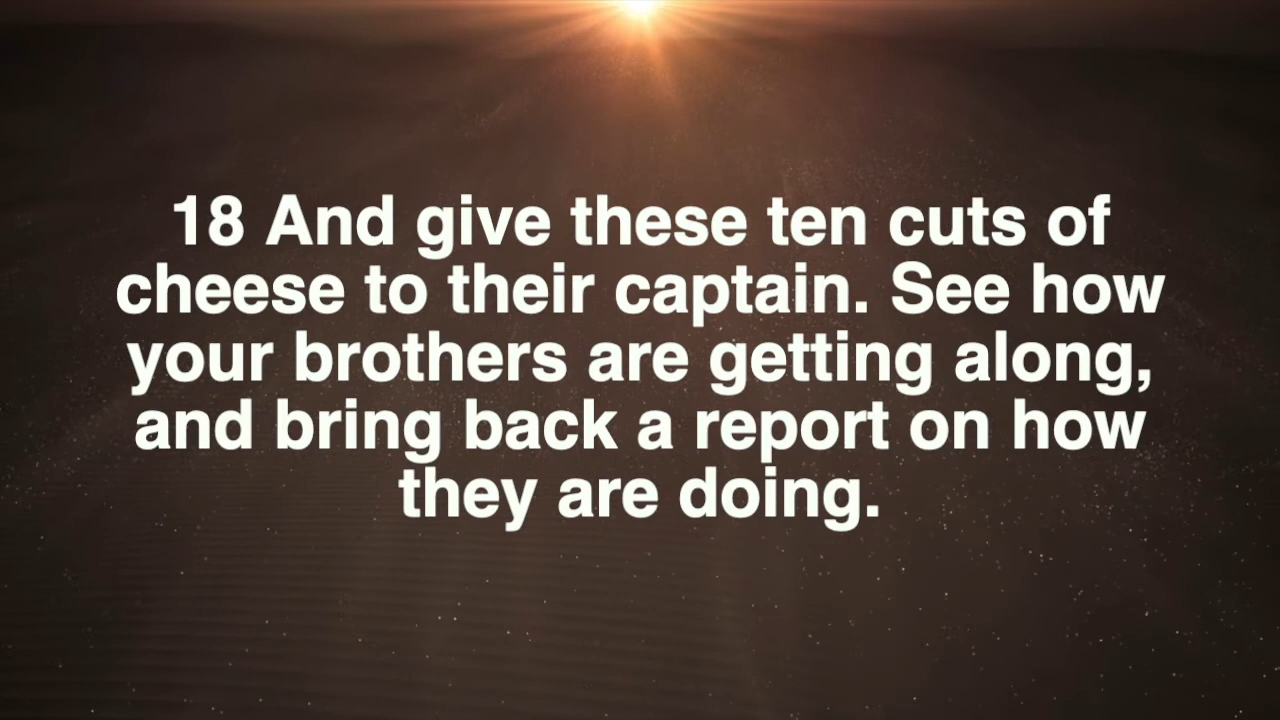 18 And give these ten cuts of
cheese to their captain. See how
your brothers are getting along,
and bring back a report on how
they are doing.